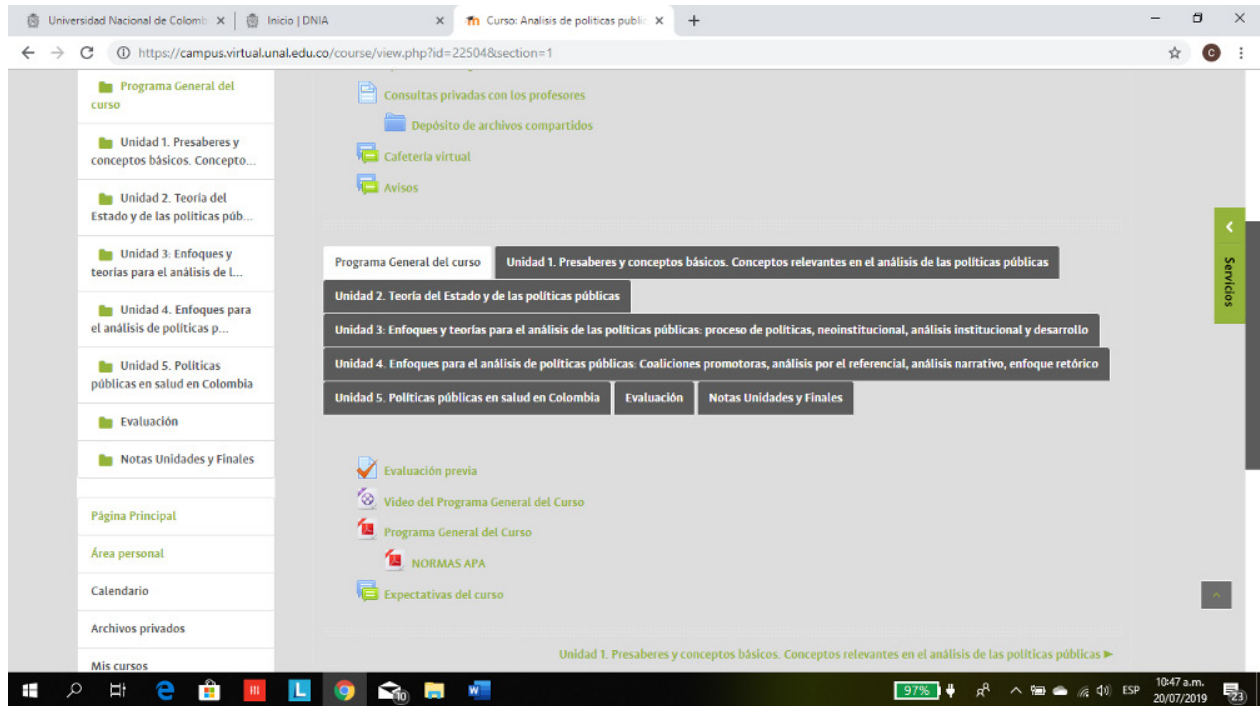 Universidad Nacional de Colomb
Inicio | DNIA
Curso: Analisis de politicas public
https://campus.virtual.unal.edu.co/course/view.php?id=22504&section=1
C
Programa General del
curso
Unidad 1. Presaberes y
conceptos básicos. Concepto...
Unidad 2. Teoría del
Estado y de las políticas púb...
Unidad 3: Enfoques y
teorías para el análisis de l...
Unidad 4. Enfoques para
el análisis de políticas p...
Unidad 5. Políticas
públicas en salud en Colombia
Evaluación
Notas Unidades y Finales
Página Principal
Área personal
Calendario
Archivos privados
Mis cursos
Consultas privadas con los profesores
Depósito de archivos compartidos
Cafetería virtual
Avisos
Programa General del curso
Unidad 1. Presaberes y conceptos básicos. Conceptos relevantes en el análisis de las políticas públicas
Unidad 2. Teoría del Estado y de las políticas públicas
Unidad 3: Enfoques y teorías para el análisis de las políticas públicas: proceso de políticas, neoinstitucional, análisis institucional y desarrollo
Unidad 4. Enfoques para el análisis de políticas públicas: Coaliciones promotoras, análisis por el referencial, análisis narrativo, enfoque retórico
Unidad 5. Políticas públicas en salud en Colombia
Evaluación
Notas Unidades y Finales
Evaluación previa
Video del Programa General del Curso
Programa General del Curso
NORMAS APA
Expectativas del curso
Unidad 1. Presaberes y conceptos básicos. Conceptos relevantes en el análisis de las políticas públicas ►
Servicios
L
10
W
97%
ESP
10:47 a.m.
20/07/2019
23